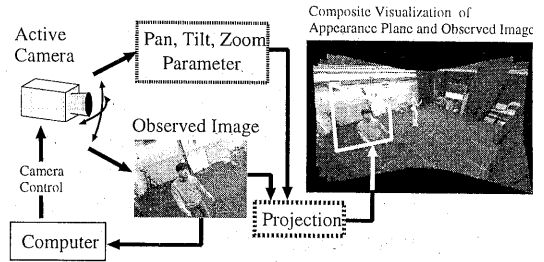 Composite Visualization of
Appearance Plane and Observed Image
Active
Camera
Pan, Tilt, Zoom
Parameter
Observed Image
Camera
Control
Projection
Computer